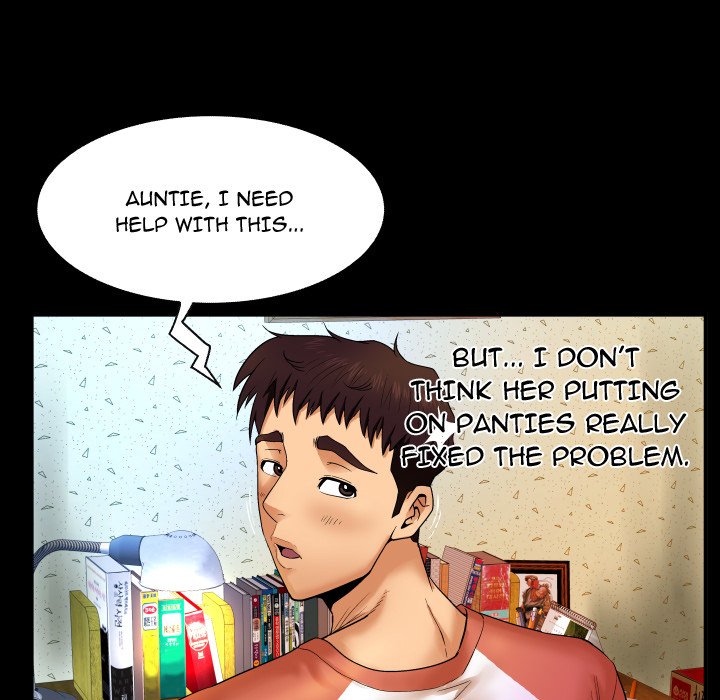 AUNTIE, I NEED
HELP WITH THIS...
BUT... I DON'T
THINK HER PUTTING
ON PANTIES REALLY
FIXED THE PROBLEM.